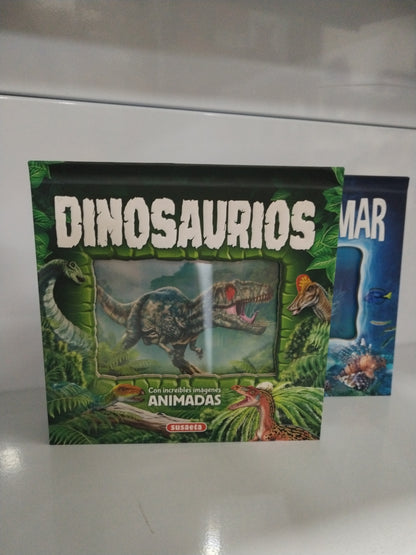 DINOSAURIOS
MAR
Con increíbles imágenes
ANIMADAS
susaeta